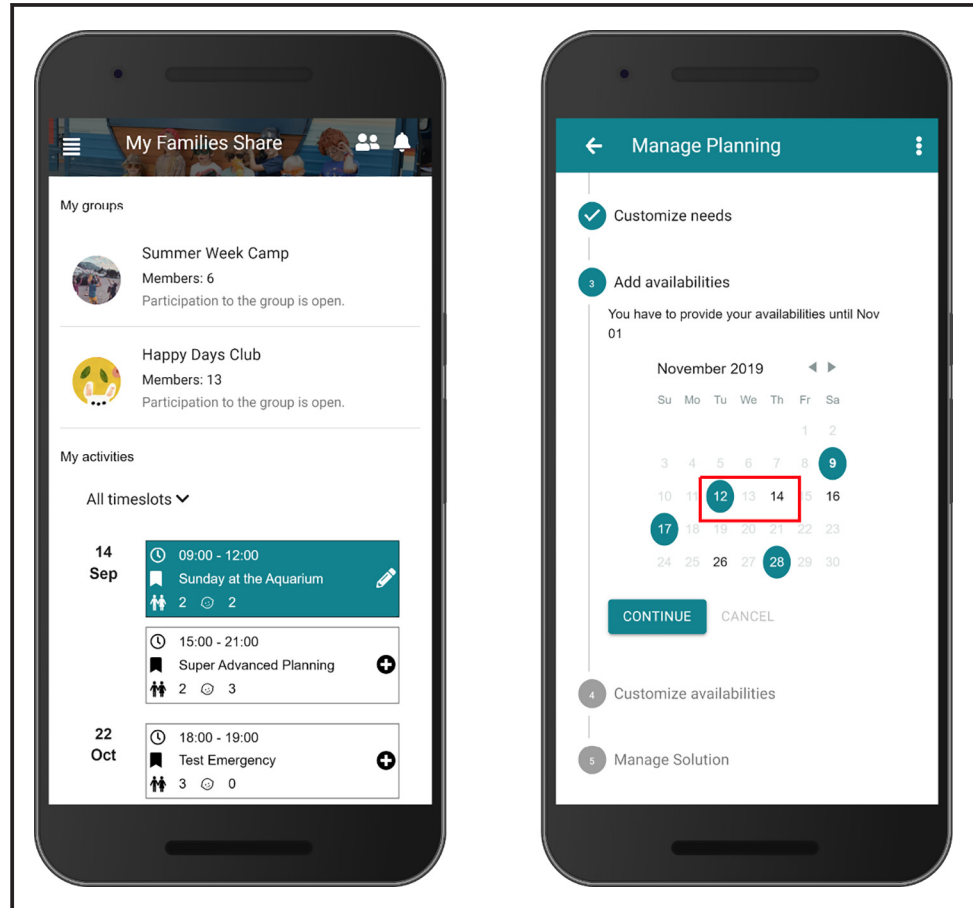 My Families Share
My groups
Summer Week Camp
Members: 6
Participation to the group is open.
Happy Days Club
Members: 13
Participation to the group is open.
My activities
All timeslots
14
Sep
09:00 - 12:00
Sunday at the Aquarium
2 2
15:00 - 21:00
Super Advanced Planning
2 3
22
Oct
18:00 - 19:00
Test Emergency
3 0
Manage Planning
Customize needs
3 Add availabilities
You have to provide your availabilities until Nov
01
November 2019
Su Mo Tu We Th Fr Sa
1 2
3 4 5 6 7 8 9
10 11 12 13 14 15 16
17 18 19 20 21 22 23
24 25 26 27 28 29 30
CONTINUE CANCEL
4 Customize availabilities
5 Manage Solution